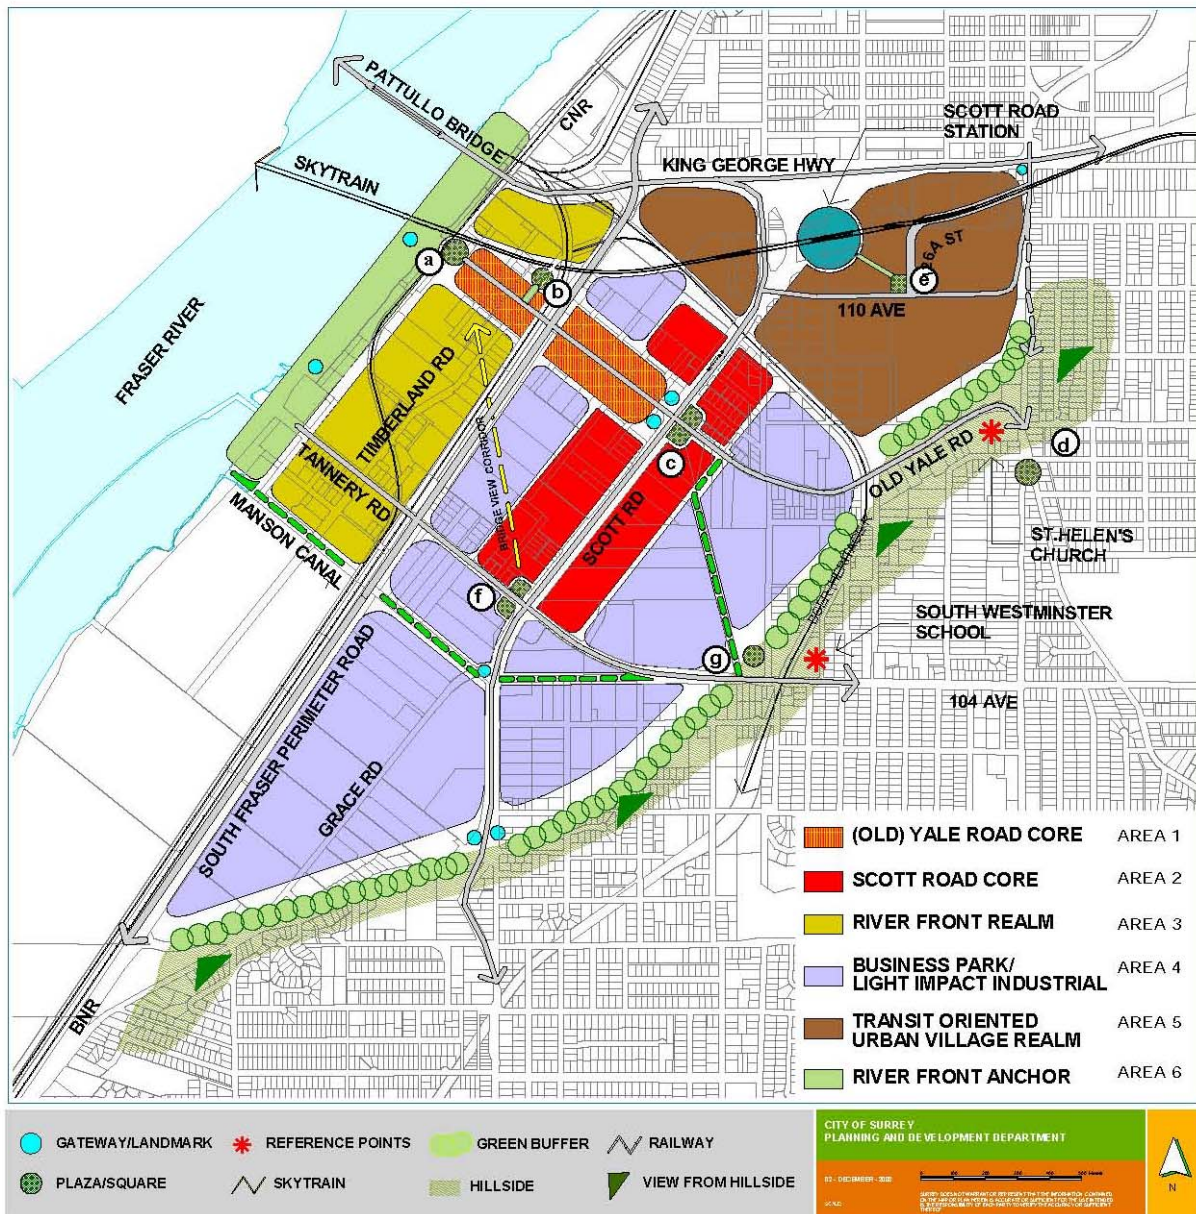 PATTULLO BRIDGE
CNR
SCOTT ROAD
STATION
SKYTRAIN
KING GEORGE HWY
a
b
e
110 AVE
FRASER RIVER
TIMBERLAND RD
TANNERY RD
BRIDGE VIEW CORRIDOR
c
SCOTT RD
OLD YALE RD
d
MANSON CANAL
ST. HELEN'S
CHURCH
f
SOUTH WESTMINSTER
SCHOOL
g
104 AVE
SOUTH FRASER PERIMETER ROAD
GRACE RD
BNR
(OLD) YALE ROAD CORE AREA 1
SCOTT ROAD CORE AREA 2
RIVER FRONT REALM AREA 3
BUSINESS PARK/ AREA 4
LIGHT IMPACT INDUSTRIAL
TRANSIT ORIENTED AREA 5
URBAN VILLAGE REALM
RIVER FRONT ANCHOR AREA 6
GATEWAY/LANDMARK
REFERENCE POINTS
GREEN BUFFER
RAILWAY
PLAZA/SQUARE
SKYTRAIN
HILLSIDE
VIEW FROM HILLSIDE
CITY OF SURREY
PLANNING AND DEVELOPMENT DEPARTMENT
N